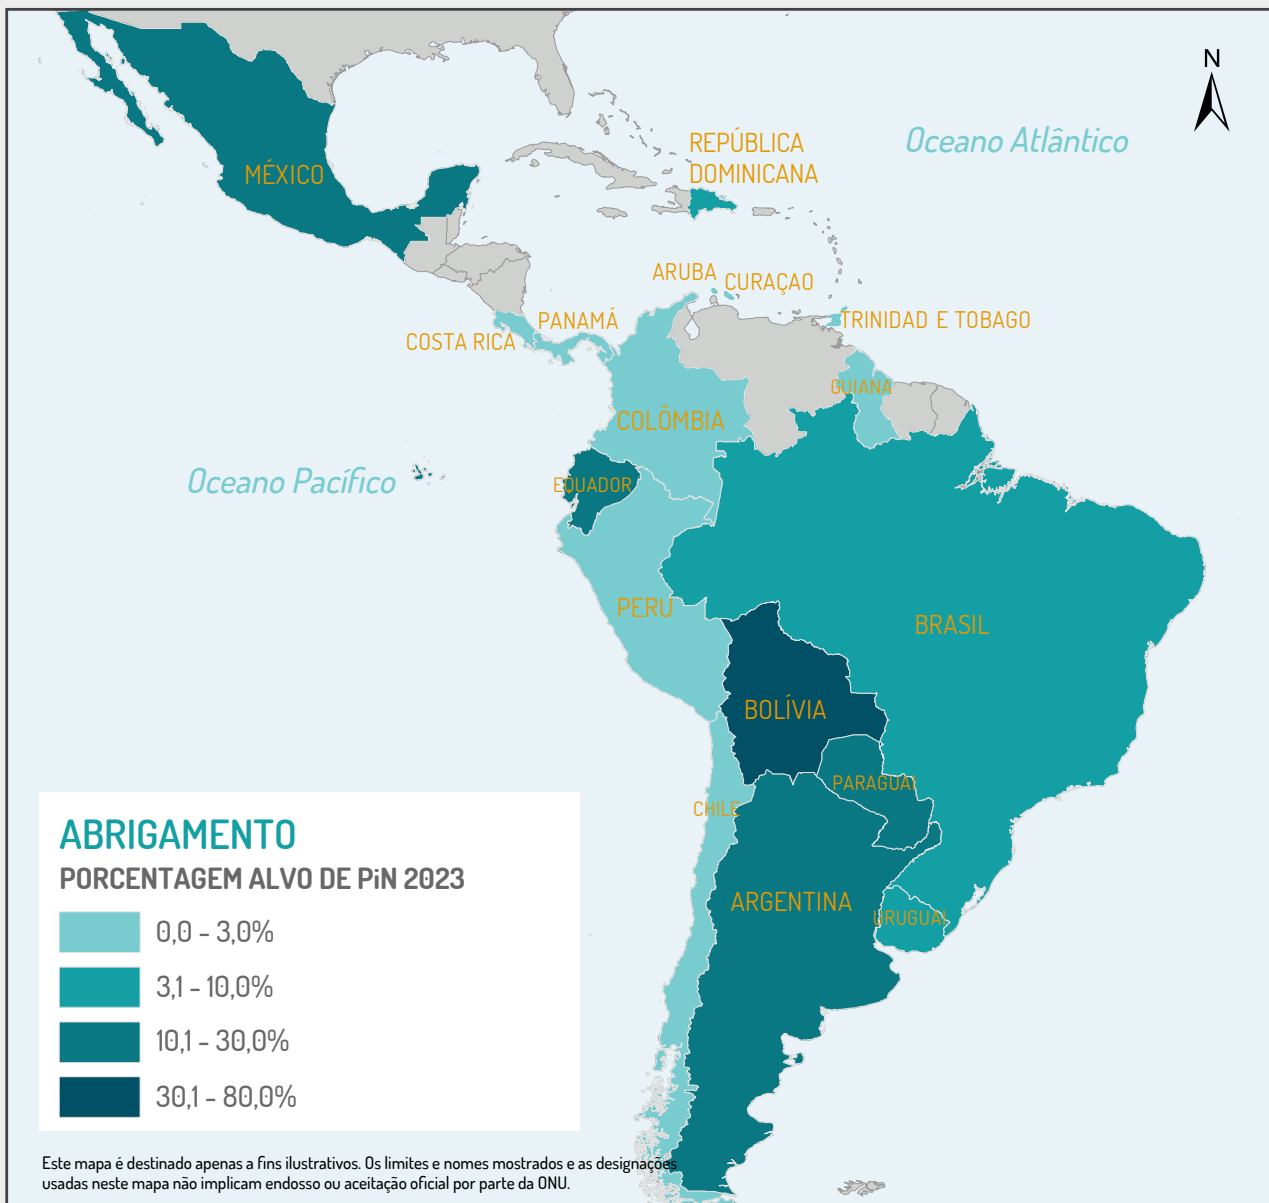 N
Oceano Atlântico
REPÚBLICA
DOMINICANA
MÉXICO
ARUBA
CURAÇAO
PANAMÁ
TRINIDAD E TOBAGO
COSTA RICA
GUIANA
COLÔMBIA
Oceano Pacífico
EQUADOR
PERU
BRASIL
BOLÍVIA
PARAGUAI
CHILE
ARGENTINA
URUGUAI
ABRIGAMENTO
PORCENTAGEM ALVO DE PiN 2023
0,0 - 3,0%
3,1 - 10,0%
10,1 - 30,0%
30,1 - 80,0%
Este mapa é destinado apenas a fins ilustrativos. Os limites e nomes mostrados e as designações
usadas neste mapa não implicam endosso ou aceitação oficial por parte da ONU.